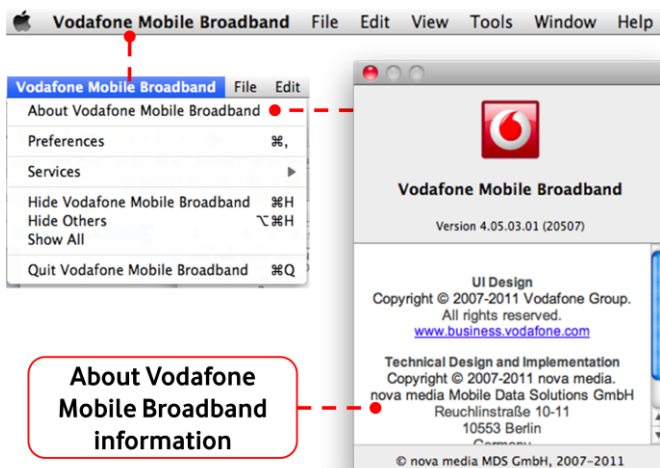 Vodafone Mobile Broadband File Edit View Tools Window Help
Vodafone Mobile Broadband File Edit
About Vodafone Mobile Broadband
Preferences ⌘,
Services ▶
Hide Vodafone Mobile Broadband ⌘H
Hide Others ⌥⌘H
Show All
Quit Vodafone Mobile Broadband ⌘Q
Vodafone Mobile Broadband
Version 4.05.03.01 (20507)
UI Design
Copyright © 2007-2011 Vodafone Group.
All rights reserved.
www.business.vodafone.com
Technical Design and Implementation
Copyright © 2007-2011 nova media.
nova media Mobile Data Solutions GmbH
Reuchlinstraße 10-11
10553 Berlin
Germany
© nova media MDS GmbH, 2007-2011
About Vodafone
Mobile Broadband
information